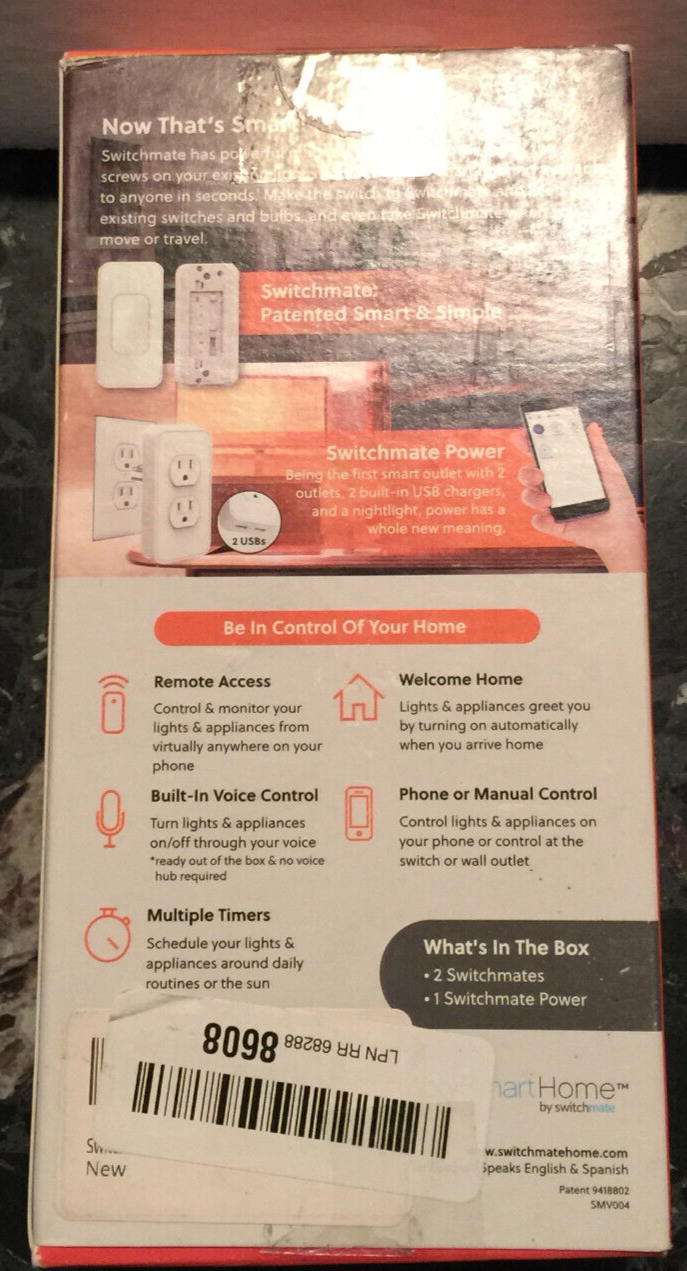 Now That's
Switchmate has
screws on your
to anyone in seconds. Make the switch to Switchmate
existing switches and bulbs, and even take Switchmate
move or travel.
Switchmate:
Patented Smart & Simple
Switchmate Power
Being the first smart outlet with 2
outlets, 2 built-in USB chargers,
and a nightlight, power has a
whole new meaning.
2 USBs
Be In Control Of Your Home
Remote Access
Control & monitor your
lights & appliances from
virtually anywhere on your
phone
Welcome Home
Lights & appliances greet you
by turning on automatically
when you arrive home
Built-In Voice Control
Turn lights & appliances
on/off through your voice
*ready out of the box & no voice
hub required
Phone or Manual Control
Control lights & appliances on
your phone or control at the
switch or wall outlet
Multiple Timers
Schedule your lights &
appliances around daily
routines or the sun
What's In The Box
• 2 Switchmates
• 1 Switchmate Power
LPN RR 68288 8608
New
Home™
by switchmate
w.switchmatehome.com
Speaks English & Spanish
Patent 9418802
SMV004